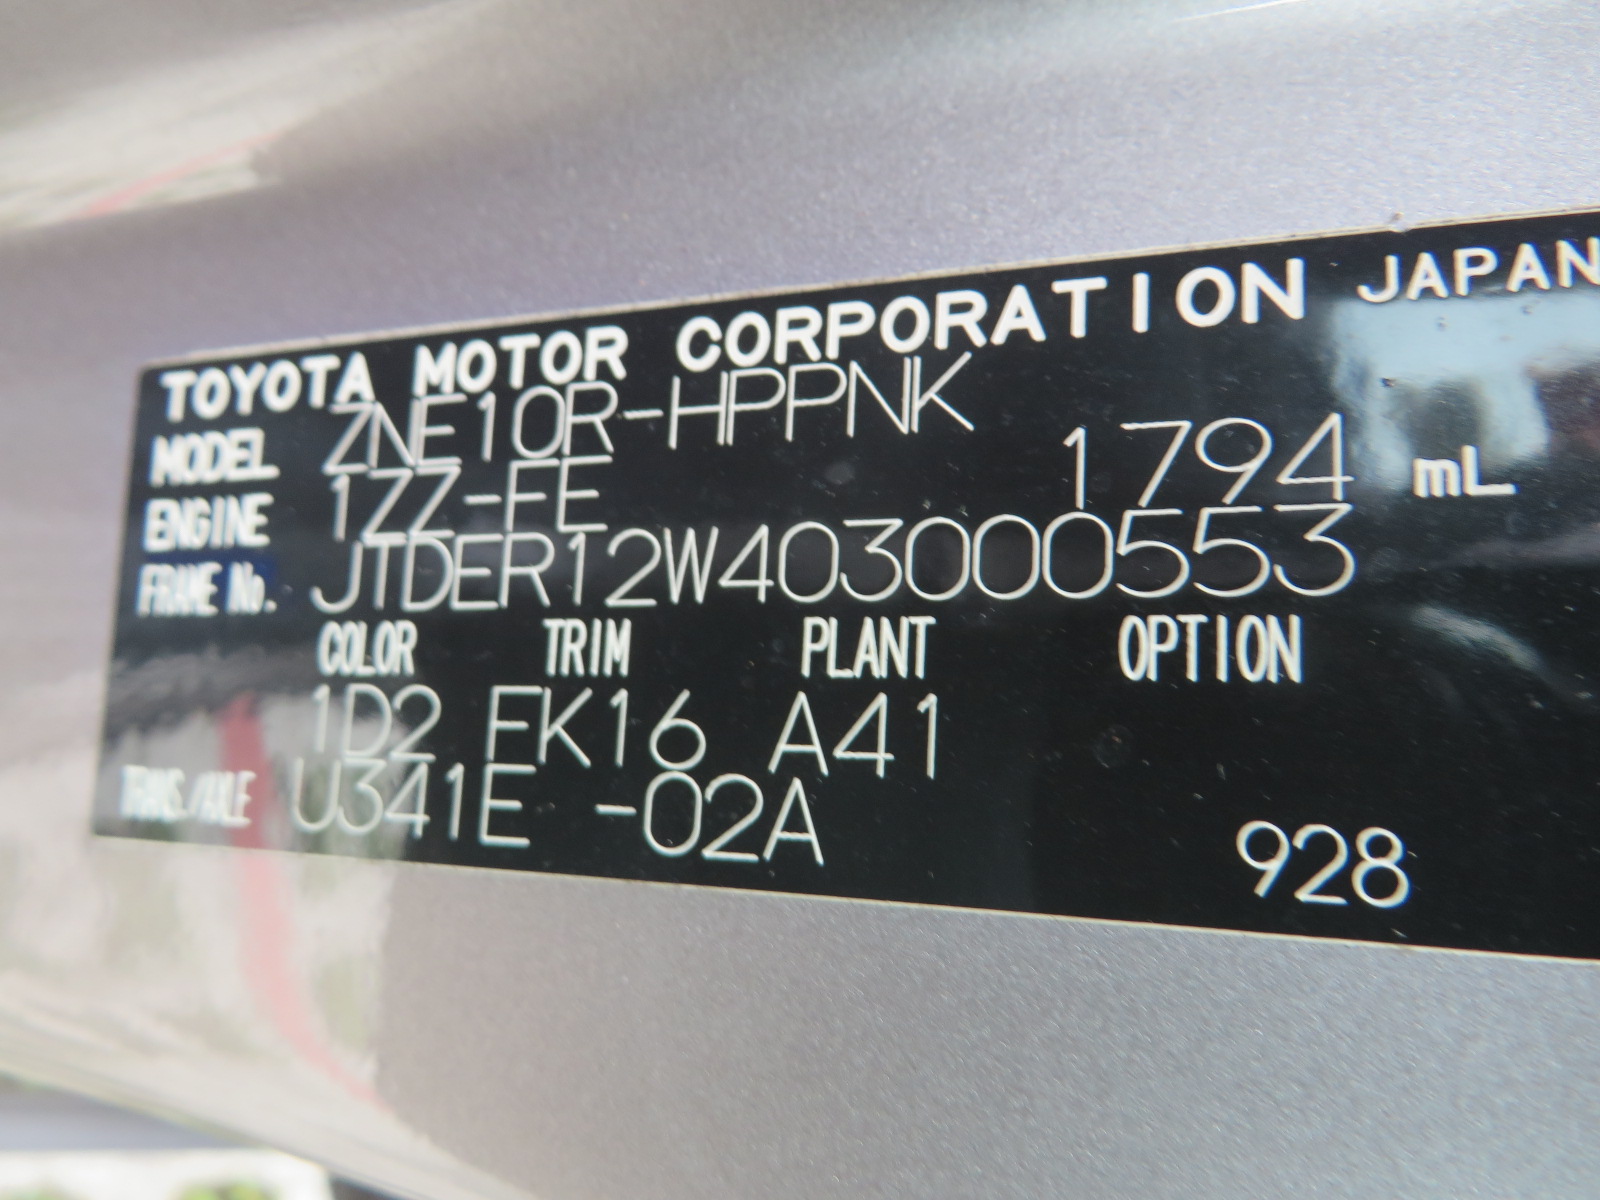 TOYOTA MOTOR CORPORATION JAPAN
MODEL ZNE10R-HPPNK
ENGINE 1ZZ-FE 1794 mL
FRAME No. JTDER12W403000553
COLOR TRIM PLANT OPTION
1D2 FK16 A41
TRANS./AXLE U341E -02A
928